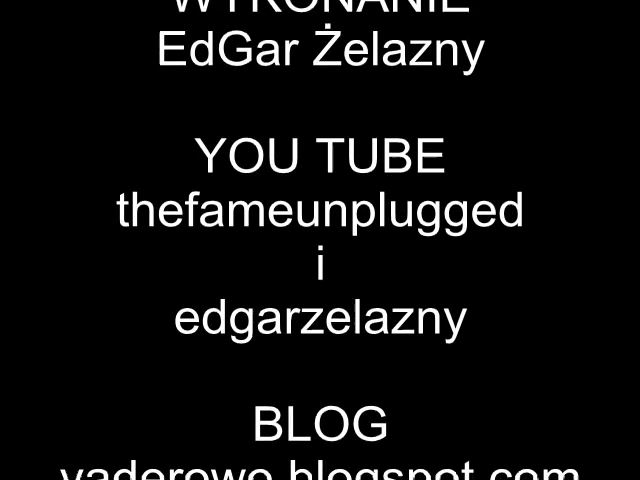 WYKONANIE
EdGar Żelazny
YOU TUBE
thefameunplugged
i
edgarzelazny
BLOG
vaderowo.blogspot.com